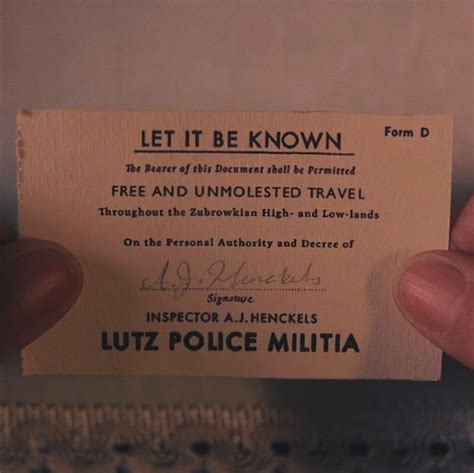 Form D
LET IT BE KNOWN
The Bearer of this Document shall be Permitted
FREE AND UNMOLESTED TRAVEL
Throughout the Zubrowkian High- and Low-lands
On the Personal Authority and Decree of
A.J. Henckels
Signature
INSPECTOR A.J.HENCKELS
LUTZ POLICE MILITIA